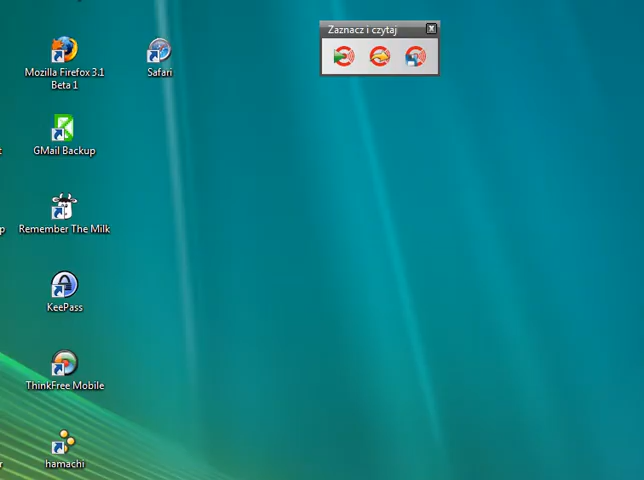 Zaznacz i czytaj
Mozilla Firefox 3.1
Beta 1
Safari
GMail Backup
Remember The Milk
KeePass
ThinkFree Mobile
hamachi